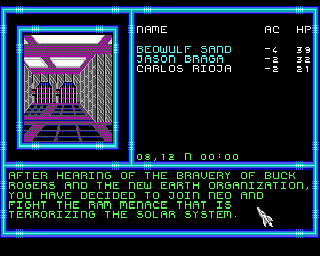 NAME AC HP
BEOWULF SAND -4 39
JASON BRAGA -2 32
CARLOS RIOJA -2 21
08,12 N 00:00
AFTER HEARING OF THE BRAVERY OF BUCK
ROGERS AND THE NEW EARTH ORGANIZATION,
YOU HAVE DECIDED TO JOIN NEO AND
FIGHT THE RAM MENACE THAT IS
TERRORIZING THE SOLAR SYSTEM.